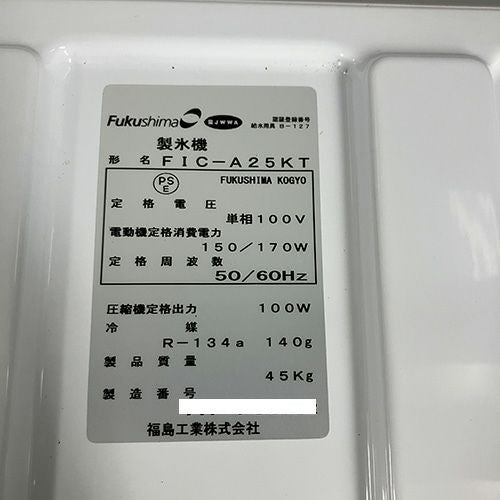 Fukushima JWWA 認証登録番号
給水用具 B-127
製氷機
形名 FIC-A25KT
PS E FUKUSHIMA KOGYO
定格電圧
単相100V
電動機定格消費電力
150/170W
定格周波数
50/60Hz
圧縮機定格出力 100W
冷媒
R-134a 140g
製品質量
45Kg
製造番号
福島工業株式会社